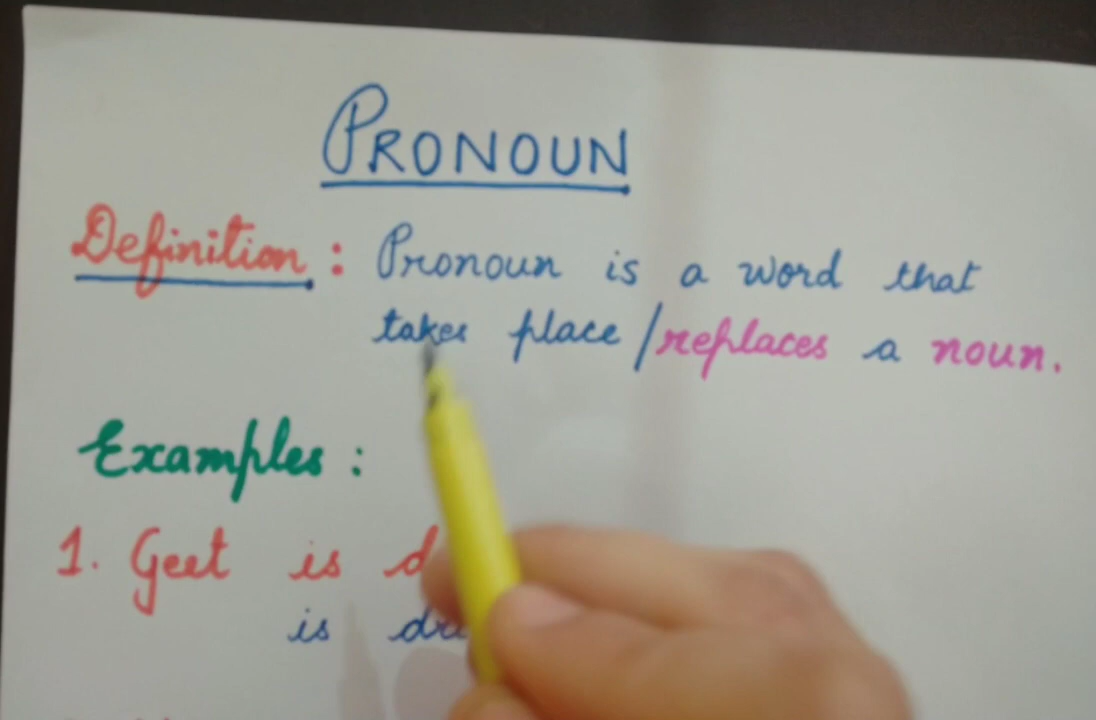 PRONOUN
Definition : Pronoun is a word that
takes place/replaces a noun.
Examples :
1. Geet is
is